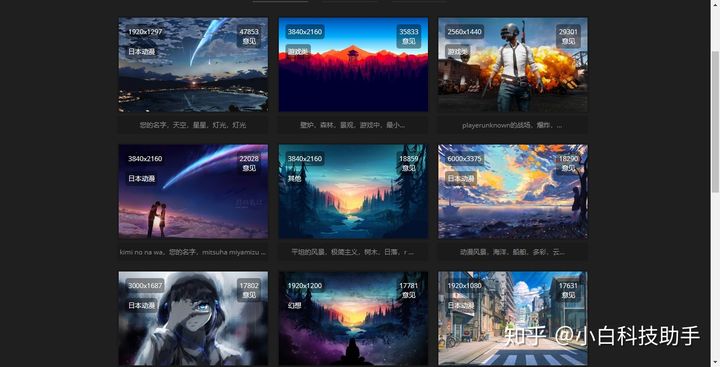 1920x1297
47853
意见
日本动漫
您的名字，天空，星星，灯光，灯光
3840x2160
35833
意见
游戏类
壁炉，森林，景观，游戏中，最小...
2560x1440
29301
意见
游戏类
playerunknown的战场，爆炸，...
3840x2160
22028
意见
日本动漫
君の名は
kimi no na wa，您的名字，mitsuha miyamizu ...
3840x2160
18859
意见
其他
平坦的风景，极简主义，树木，日落，r ...
6000x3375
18290
意见
日本动漫
动漫风景，海洋，船舶，多彩，云...
3000x1687
17802
意见
日本动漫
1920x1200
17781
意见
幻想
1920x1080
17631
意见
日本动漫
知乎 @小白科技助手